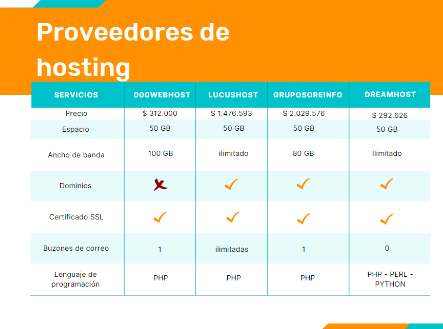 Proveedores de
hosting
SERVICIOS 000WEBHOST LUCUSHOST GRUPOSOREINFO DREAMHOST
Precio $ 312.000 $ 1.476.593 $ 2.029.576 $ 292.626
Espacio 50 GB 50 GB 50 GB 50 GB
Ancho de banda 100 GB ilimitado 80 GB Ilimitado
Dominios
Certificado SSL
Buzones de correo 1 ilimitadas 1 0
Lenguaje de
programación PHP PHP PHP PHP - PERL -
PYTHON